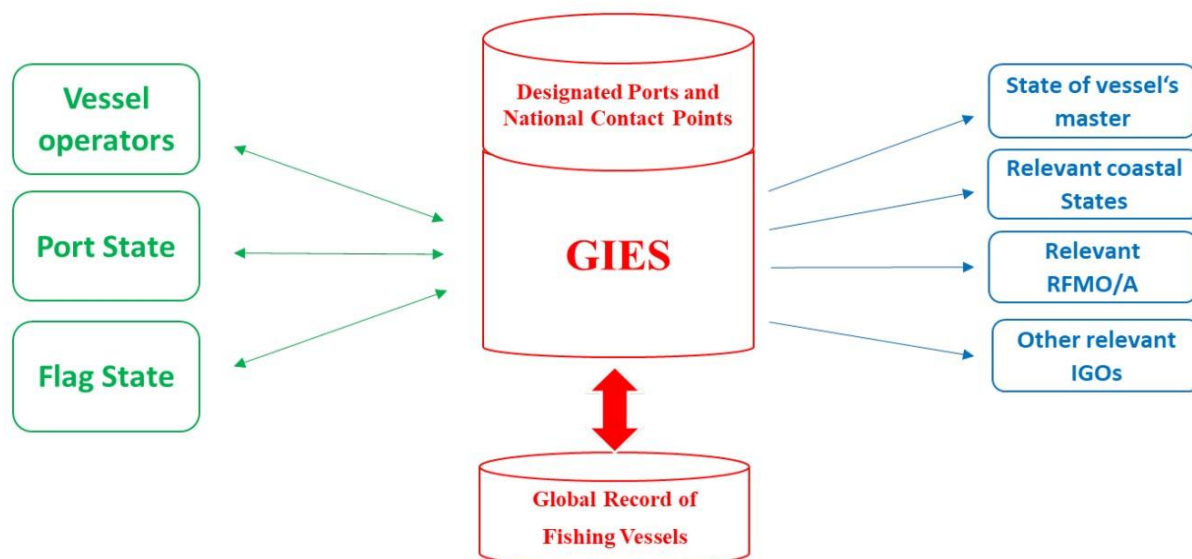 Vessel
operators
Port State
Flag State
Designated Ports and
National Contact Points
GIES
Global Record of
Fishing Vessels
State of vessel‘s
master
Relevant coastal
States
Relevant
RFMO/A
Other relevant
IGOs